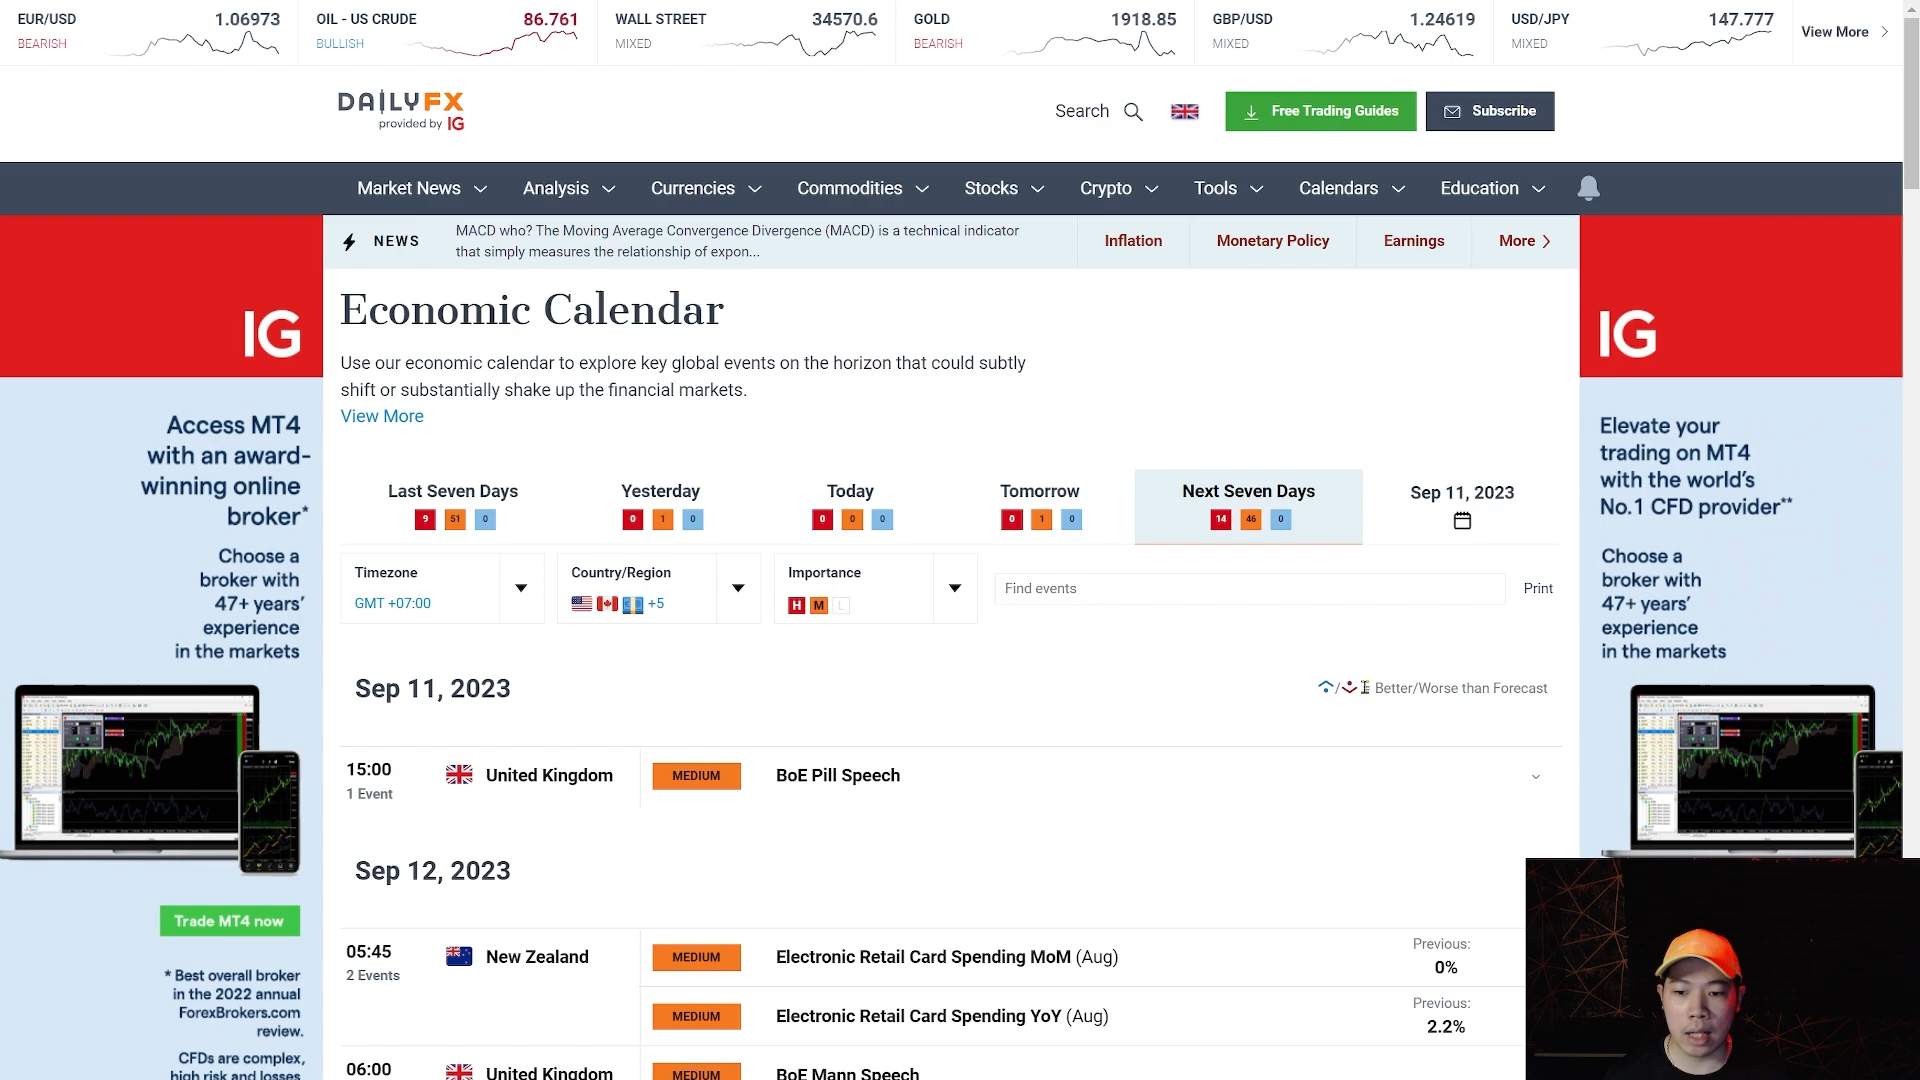 EUR/USD 1.06973
BEARISH
OIL - US CRUDE 86.761
BULLISH
WALL STREET 34570.6
MIXED
GOLD 1918.85
BEARISH
GBP/USD 1.24619
MIXED
USD/JPY 147.777
MIXED
View More
DAILYFX
provided by IG
Search
Free Trading Guides
Subscribe
Market News Analysis Currencies Commodities Stocks Crypto Tools Calendars Education
NEWS
MACD who? The Moving Average Convergence Divergence (MACD) is a technical indicator
that simply measures the relationship of expon...
Inflation Monetary Policy Earnings More
IG
Access MT4
with an award-
winning online
broker*
Choose a
broker with
47+ years'
experience
in the markets
Trade MT4 now
* Best overall broker
in the 2022 annual
ForexBrokers.com
review.
CFDs are complex,
high risk and losses
Economic Calendar
Use our economic calendar to explore key global events on the horizon that could subtly
shift or substantially shake up the financial markets.
View More
Last Seven Days
9 51 0
Yesterday
0 1 0
Today
0 0 0
Tomorrow
0 1 0
Next Seven Days
14 46 0
Sep 11, 2023
Timezone
GMT +07:00
Country/Region
+5
Importance
H M L
Find events
Print
Sep 11, 2023
/ Better/Worse than Forecast
15:00 United Kingdom MEDIUM BoE Pill Speech
1 Event
Sep 12, 2023
05:45 New Zealand MEDIUM Electronic Retail Card Spending MoM (Aug)
2 Events
Previous:
0%
MEDIUM Electronic Retail Card Spending YoY (Aug)
Previous:
2.2%
06:00 United Kingdom MEDIUM BoE Mann Speech
IG
Elevate your
trading on MT4
with the world's
No.1 CFD provider**
Choose a
broker with
47+ years'
experience
in the markets